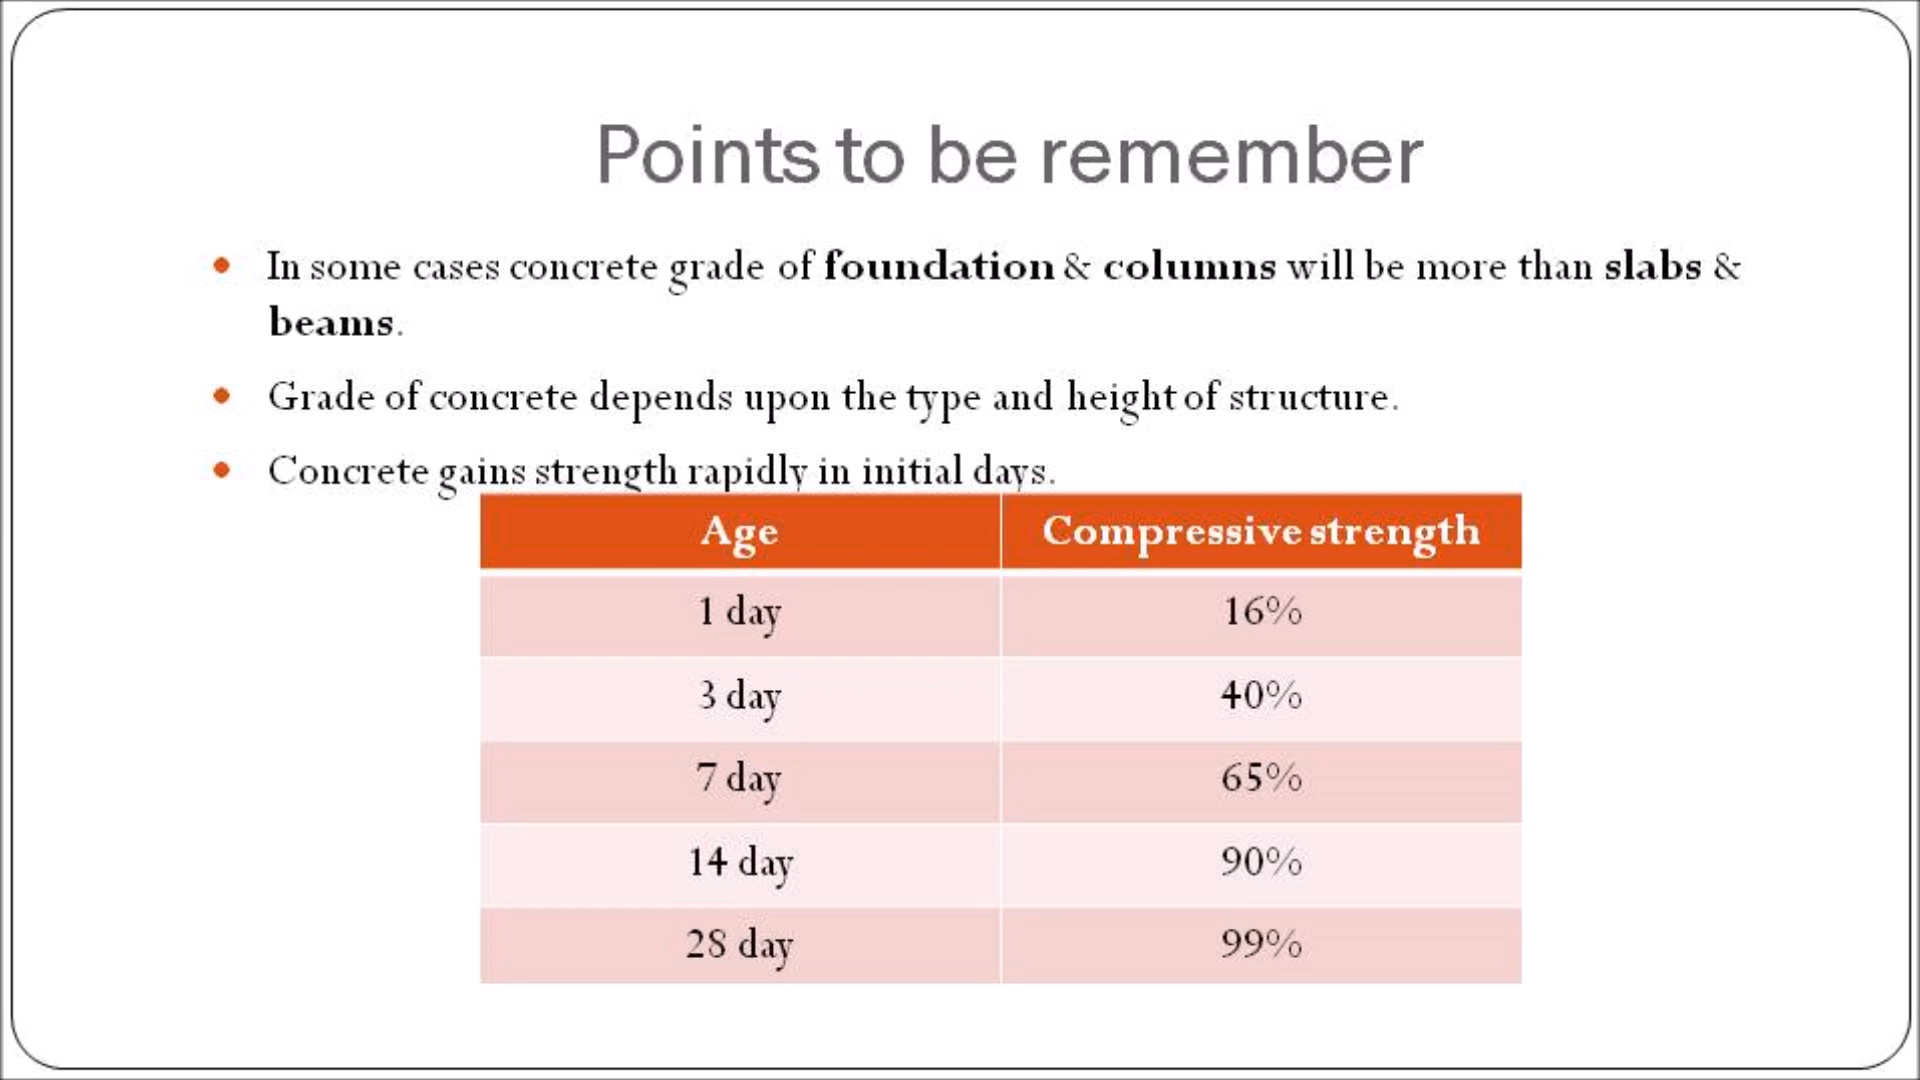 Points to be remember
In some cases concrete grade of foundation & columns will be more than slabs &
beams.
Grade of concrete depends upon the type and height of structure.
Concrete gains strength rapidly in initial days.
Age Compressive strength
1 day 16%
3 day 40%
7 day 65%
14 day 90%
28 day 99%